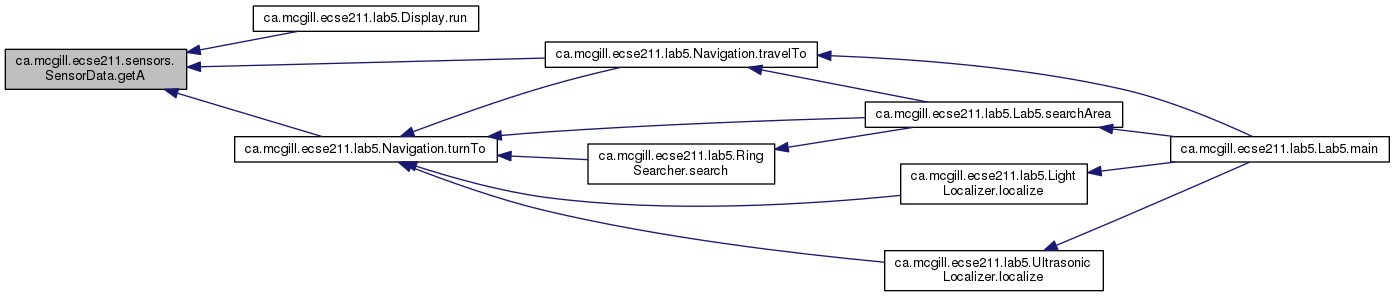 ca.mcgill.ecse211.lab5.Display.run
ca.mcgill.ecse211.sensors.
SensorData.getA
ca.mcgill.ecse211.lab5.Navigation.travelTo
ca.mcgill.ecse211.lab5.Navigation.turnTo
ca.mcgill.ecse211.lab5.Lab5.searchArea
ca.mcgill.ecse211.lab5.Ring
Searcher.search
ca.mcgill.ecse211.lab5.Lab5.main
ca.mcgill.ecse211.lab5.Light
Localizer.localize
ca.mcgill.ecse211.lab5.Ultrasonic
Localizer.localize